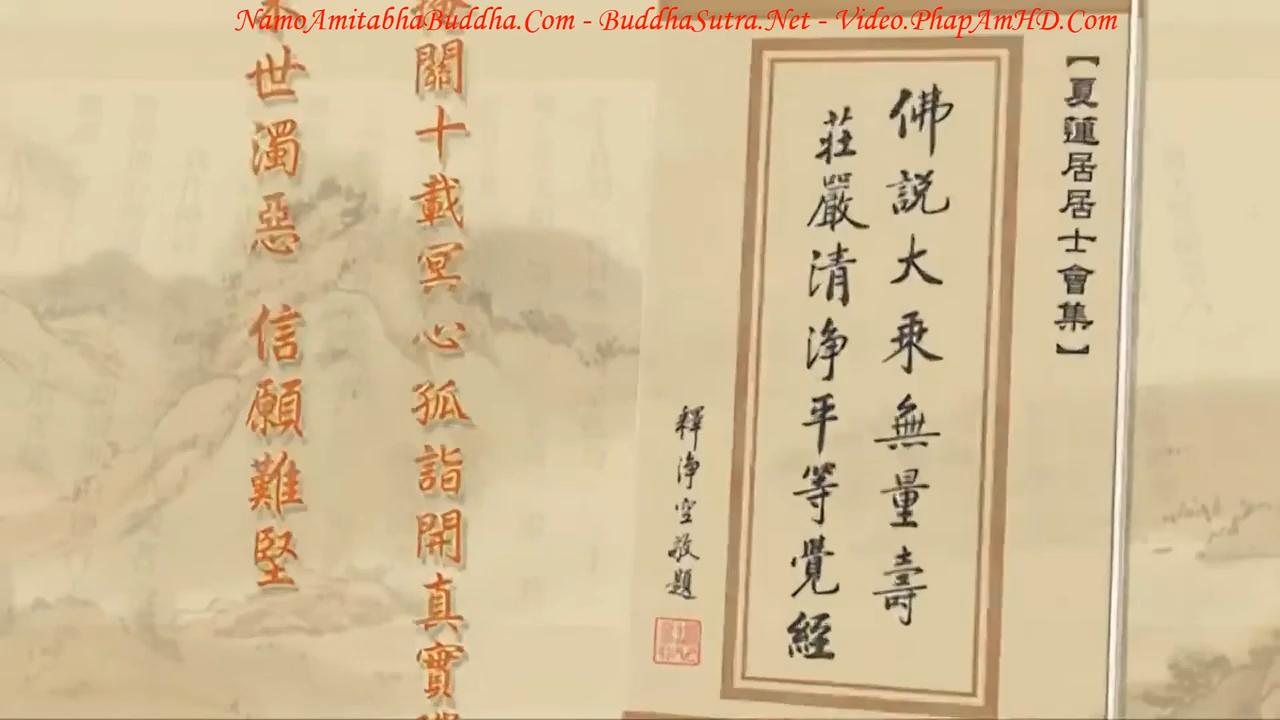 NamoAmitabhaBuddha.Com - BuddhaSutra.Net - Video.PhapAmHD.Com
【夏蓮居居士會集】
佛說大乘無量壽
莊嚴清淨平等覺經
釋淨空敬題
關十載冥心孤詣開真實
世濁惡 信願難堅